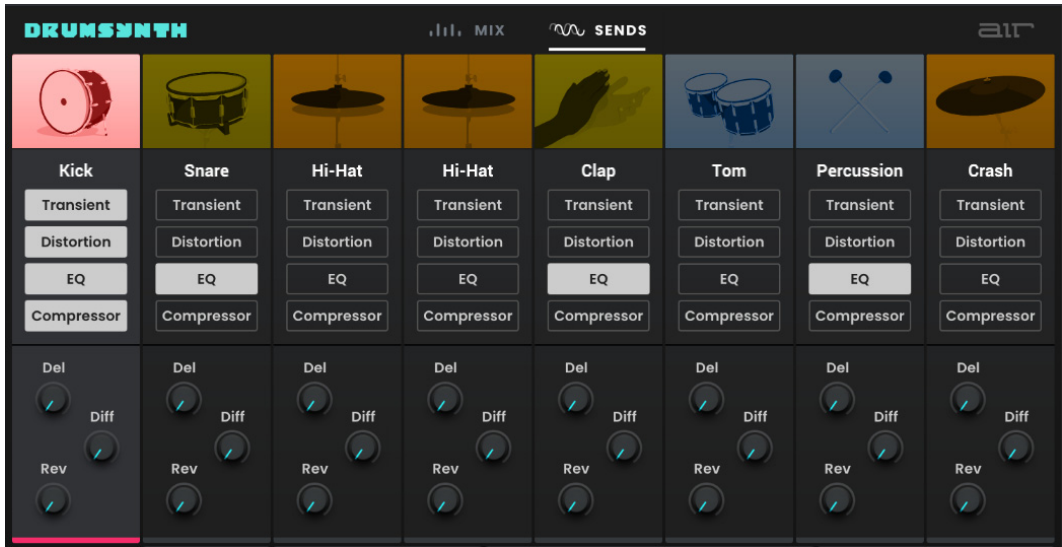 DRUMSYNTH MIX SENDS air
Kick Snare Hi-Hat Hi-Hat Clap Tom Percussion Crash
Transient Transient Transient Transient Transient Transient Transient Transient
Distortion Distortion Distortion Distortion Distortion Distortion Distortion Distortion
EQ EQ EQ EQ EQ EQ EQ EQ
Compressor Compressor Compressor Compressor Compressor Compressor Compressor Compressor
Del Del Del Del Del Del Del Del
Diff Diff Diff Diff Diff Diff Diff Diff
Rev Rev Rev Rev Rev Rev Rev Rev